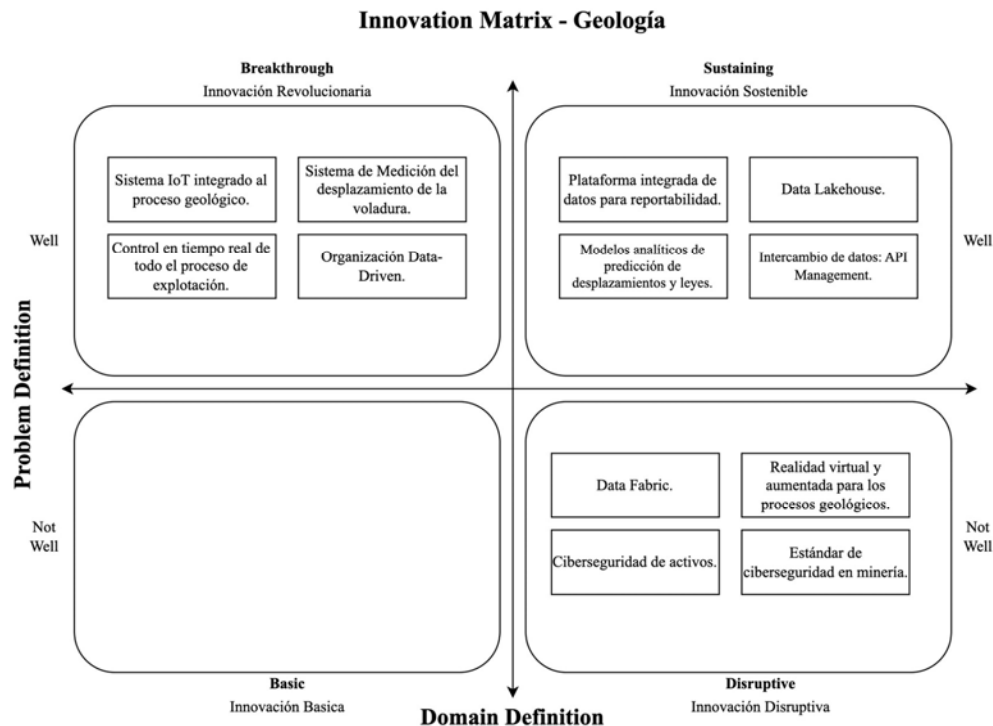 Innovation Matrix - Geología
Breakthrough
Innovación Revolucionaria
Sustaining
Innovación Sostenible
Well
Sistema IoT integrado al
proceso geológico.
Sistema de Medición del
desplazamiento de la
voladura.
Control en tiempo real de
todo el proceso de
explotación.
Organización Data-
Driven.
Plataforma integrada de
datos para reportabilidad.
Data Lakehouse.
Modelos analíticos de
predicción de
desplazamientos y leyes.
Intercambio de datos: API
Management.
Well
Problem Definition
Not
Well
Data Fabric.
Realidad virtual y
aumentada para los
procesos geológicos.
Ciberseguridad de activos.
Estándar de
ciberseguridad en minería.
Not
Well
Basic
Innovación Basica
Disruptive
Innovación Disruptiva
Domain Definition